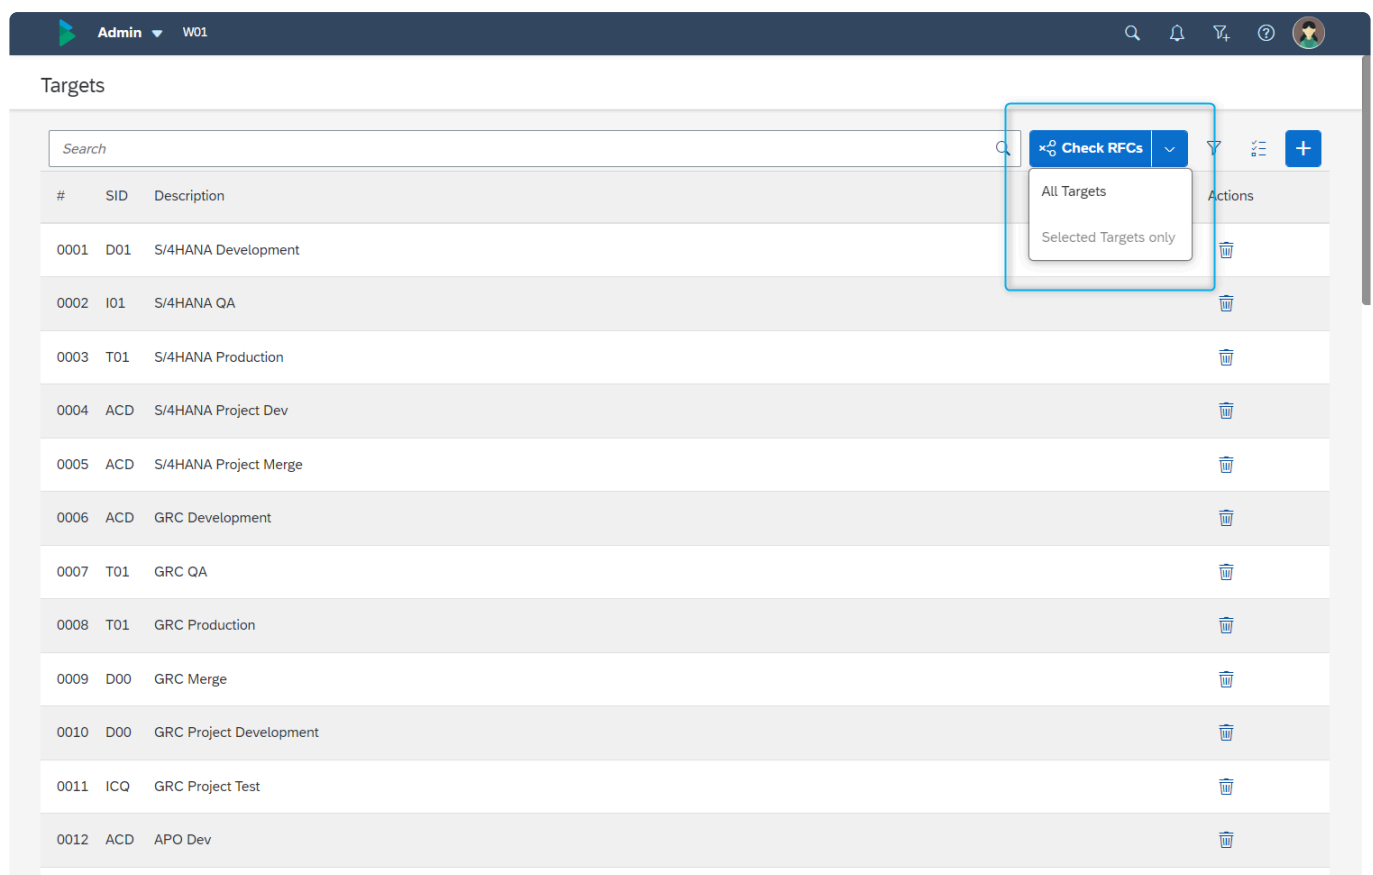 Admin W01
Targets
Search
Check RFCs
All Targets
Selected Targets only
# SID Description Actions
0001 D01 S/4HANA Development
0002 I01 S/4HANA QA
0003 T01 S/4HANA Production
0004 ACD S/4HANA Project Dev
0005 ACD S/4HANA Project Merge
0006 ACD GRC Development
0007 T01 GRC QA
0008 T01 GRC Production
0009 D00 GRC Merge
0010 D00 GRC Project Development
0011 ICQ GRC Project Test
0012 ACD APO Dev